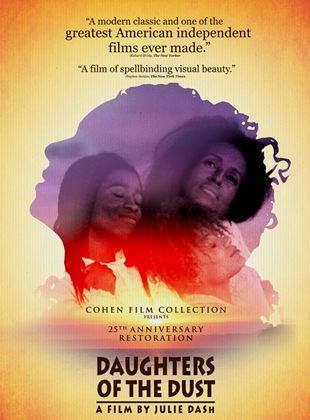 “A modern classic and one of the
greatest American independent
films ever made.”
(Richard Brody, The New Yorker)
“A film of spellbinding visual beauty.”
(Stephen Holden, The New York Times)
COHEN FILM COLLECTION
PRESENTS
25TH ANNIVERSARY
RESTORATION
DAUGHTERS
OF THE DUST
A FILM BY JULIE DASH